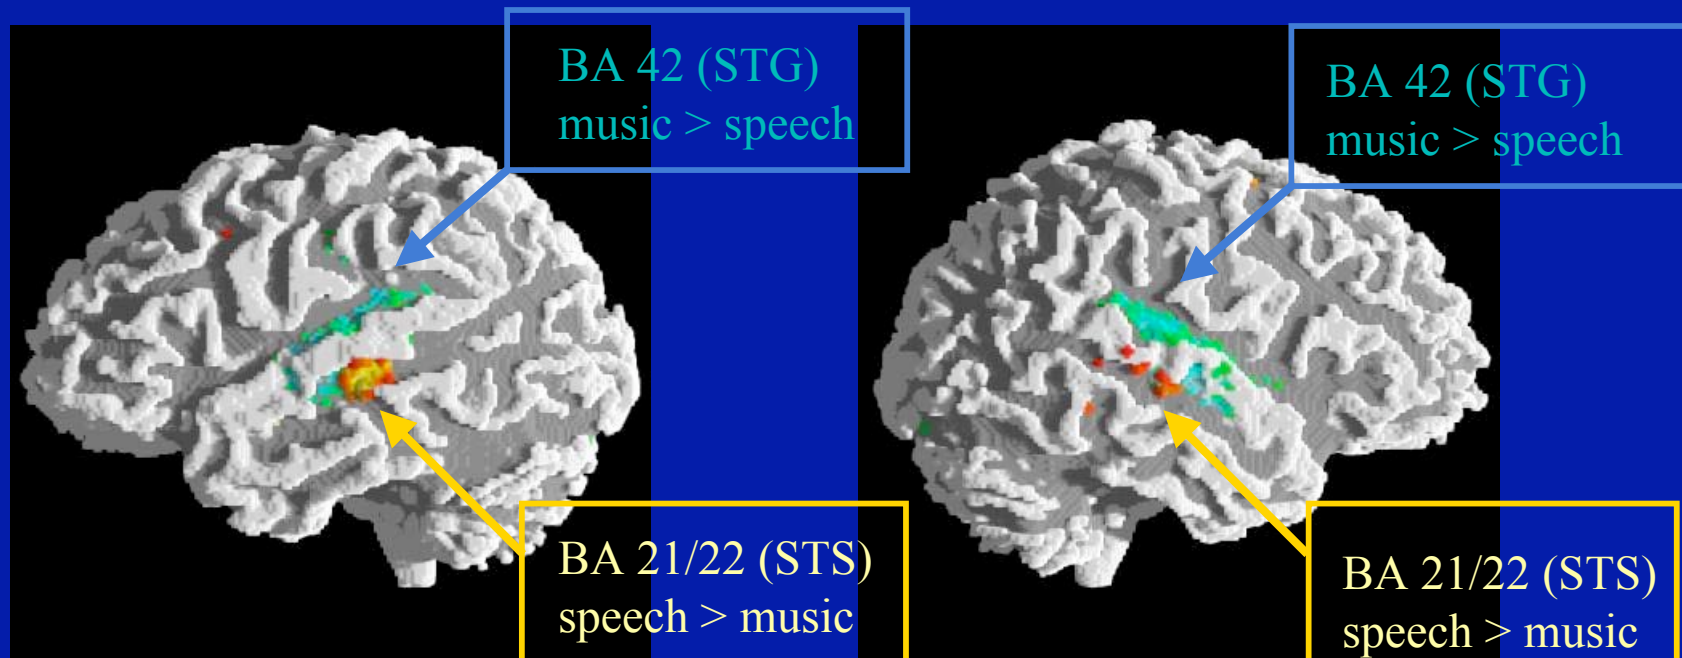 BA 42 (STG)
music > speech
BA 42 (STG)
music > speech
BA 21/22 (STS)
speech > music
BA 21/22 (STS)
speech > music